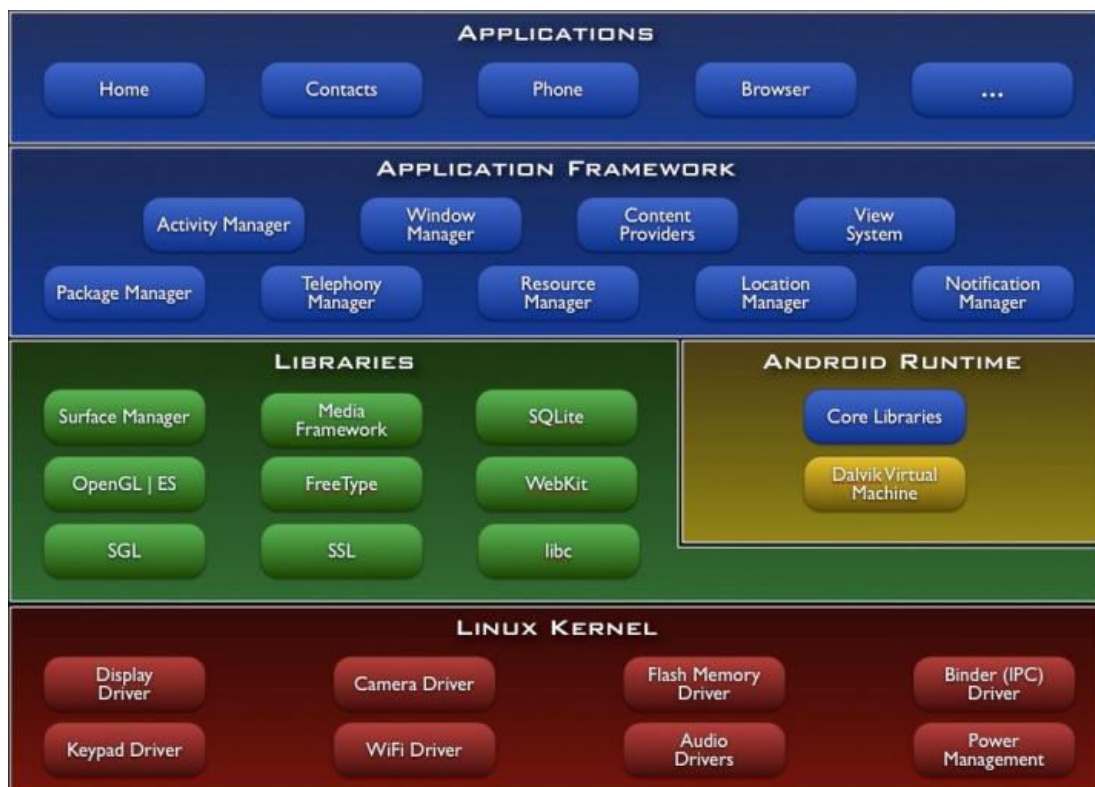 APPLICATIONS
Home
Contacts
Phone
Browser
...
APPLICATION FRAMEWORK
Activity Manager
Window
Manager
Content
Providers
View
System
Package Manager
Telephony
Manager
Resource
Manager
Location
Manager
Notification
Manager
LIBRARIES
Surface Manager
Media
Framework
SQLite
OpenGL | ES
FreeType
WebKit
SGL
SSL
libc
ANDROID RUNTIME
Core Libraries
Dalvik Virtual
Machine
LINUX KERNEL
Display
Driver
Camera Driver
Flash Memory
Driver
Binder (IPC)
Driver
Keypad Driver
WiFi Driver
Audio
Drivers
Power
Management